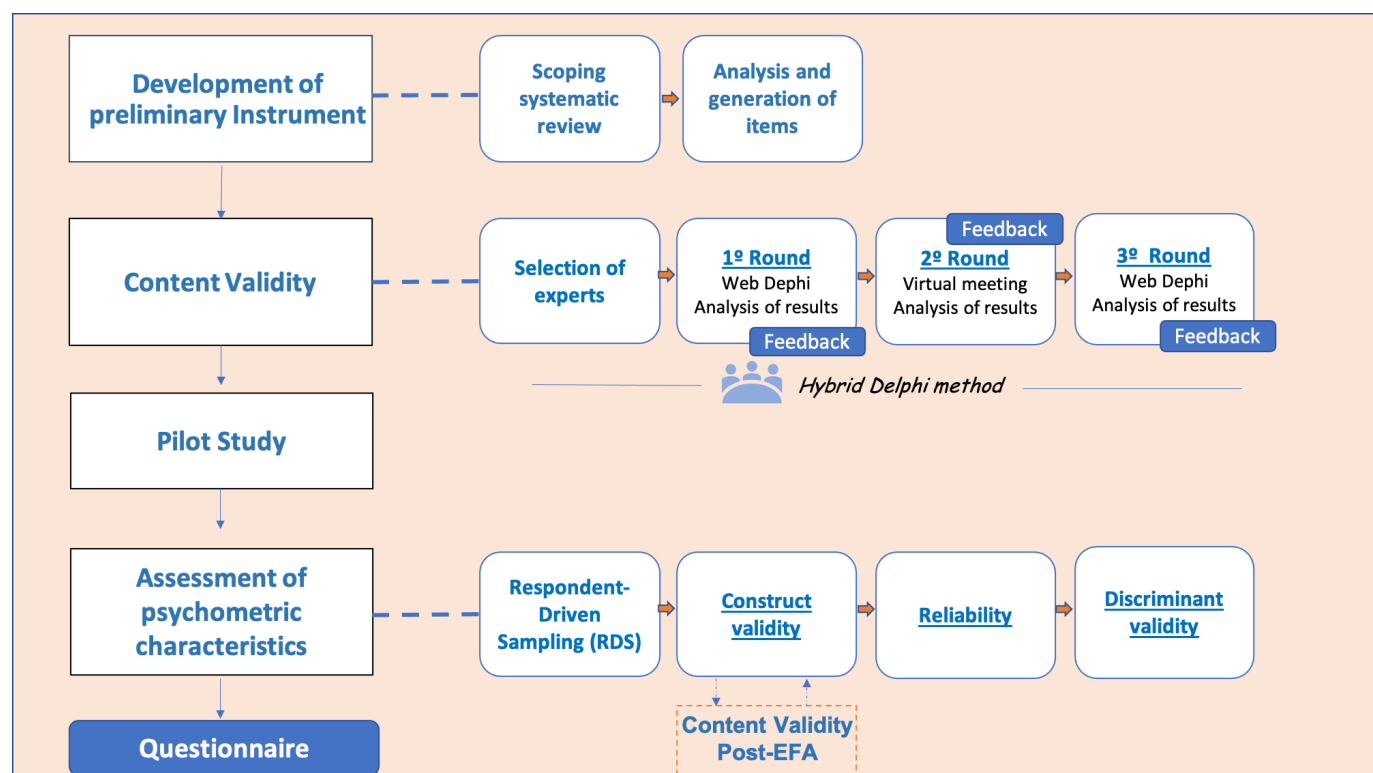 Development of
preliminary Instrument
Scoping
systematic
review
Analysis and
generation of
items
Content Validity
Selection of
experts
1º Round
Web Dephi
Analysis of results
Feedback
Feedback
2º Round
Virtual meeting
Analysis of results
3º Round
Web Dephi
Analysis of results
Feedback
Hybrid Delphi method
Pilot Study
Assessment of
psychometric
characteristics
Respondent-
Driven
Sampling (RDS)
Construct
validity
Reliability
Discriminant
validity
Content Validity
Post-EFA
Questionnaire